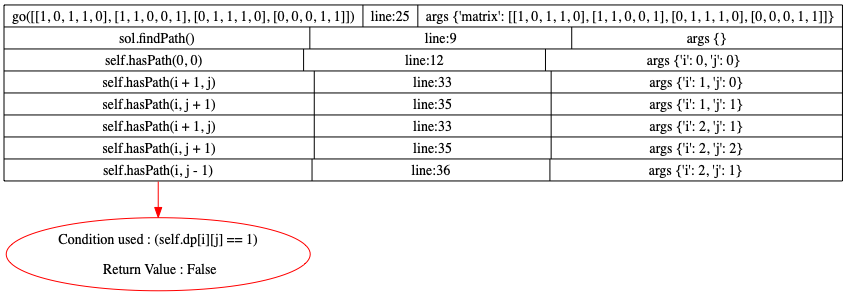 go([[1, 0, 1, 1, 0], [1, 1, 0, 0, 1], [0, 1, 1, 1, 0], [0, 0, 0, 1, 1]]) line:25 args {'matrix': [[1, 0, 1, 1, 0], [1, 1, 0, 0, 1], [0, 1, 1, 1, 0], [0, 0, 0, 1, 1]]}
sol.findPath() line:9 args {}
self.hasPath(0, 0) line:12 args {'i': 0, 'j': 0}
self.hasPath(i + 1, j) line:33 args {'i': 1, 'j': 0}
self.hasPath(i, j + 1) line:35 args {'i': 1, 'j': 1}
self.hasPath(i + 1, j) line:33 args {'i': 2, 'j': 1}
self.hasPath(i, j + 1) line:35 args {'i': 2, 'j': 2}
self.hasPath(i, j - 1) line:36 args {'i': 2, 'j': 1}
Condition used : (self.dp[i][j] == 1)
Return Value : False